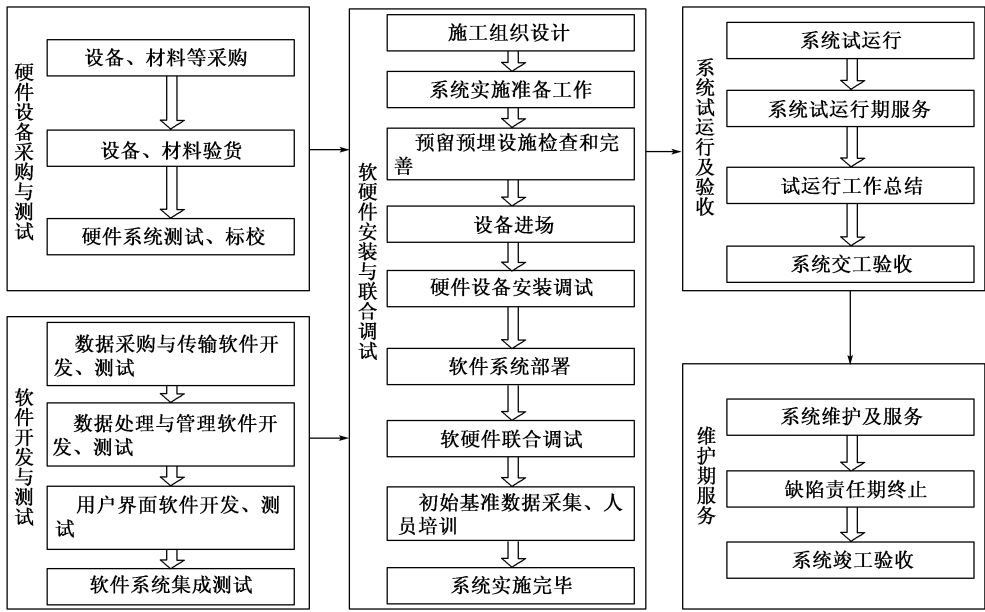 硬件设备采购与测试
设备、材料等采购
设备、材料验货
硬件系统测试、标校
软件开发与测试
数据采购与传输软件开
发、测试
数据处理与管理软件开
发、测试
用户界面软件开发、测
试
软件系统集成测试
软硬件安装与联合调试
施工组织设计
系统实施准备工作
预留预埋设施检查和完
善
设备进场
硬件设备安装调试
软件系统部署
软硬件联合调试
初始基准数据采集、人
员培训
系统实施完毕
系统试运行及验收
系统试运行
系统试运行期服务
试运行工作总结
系统交工验收
维护期服务
系统维护及服务
缺陷责任期终止
系统竣工验收